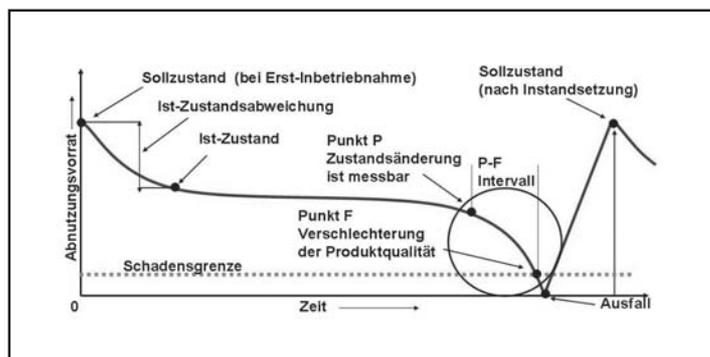 Sollzustand (bei Erst-Inbetriebnahme)
Ist-Zustandsabweichung
Ist-Zustand
Sollzustand
(nach Instandsetzung)
Punkt P
Zustandsänderung
ist messbar
P-F
Intervall
Punkt F
Verschlechterung
der Produktqualität
Abnutzungsvorrat
Schadensgrenze
0
Zeit
Ausfall